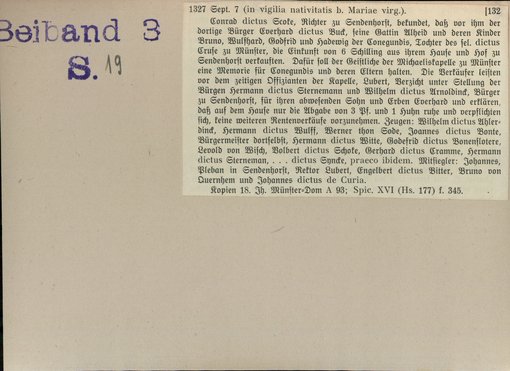 Beiband 3
S. 19
1327 Sept. 7 (in vigilia nativitatis b. Mariae virg.). [132
Conrad dictus Scoke, Richter zu Sendenhorst, bekundet, daß vor ihm der
dortige Bürger Everhard dictus Buck, seine Gattin Alheid und deren Kinder
Bruno, Wulfhard, Godfrid und Hadewig der Conegundis, Tochter des sel. dictus
Cruse zu Münster, die Einkunft von 6 Schilling aus ihrem Hause und Hof zu
Sendenhorst verkauften. Dafür soll der Geistliche der Michaeliskapelle zu Münster
eine Memorie für Conegundis und deren Eltern halten. Die Verkäufer leisten
vor dem zeitigen Offizianten der Kapelle, Lubert, Verzicht unter Stellung der
Bürgen Hermann dictus Sternemann und Wilhelm dictus Arnoldinck, Bürger
zu Sendenhorst, für ihren abwesenden Sohn und Erben Everhard und erklären,
daß auf dem Hause nur die Abgabe von 3 Pf. und 1 Huhn ruhe und verpflichten
sich, keine weiteren Rentenverkäufe vorzunehmen. Zeugen: Wilhelm dictus
dinck, Hermann dictus Wulff, Werner thon Sode, Joannes dictus Bonte,
Bürgermeister dortselbst, Hermann dictus Witte, Godefrid dictus Bonenslotere,
Levold von Wisch, Volbert dictus Schoke, Gerhard dictus Cramme, Hermann
dictus Sterneman, . . . dictus Syncke, praeco ibidem. Mitsiegler: Johannes,
Pleban in Sendenhorst, Rektor Lubert, Engelbert dictus Bitter, Bruno von
Duernhem und Johannes dictus de Curia.
Kopien 18. Jh. Münster-Dom A 93; Spic. XVI (Hs. 177) f. 345.